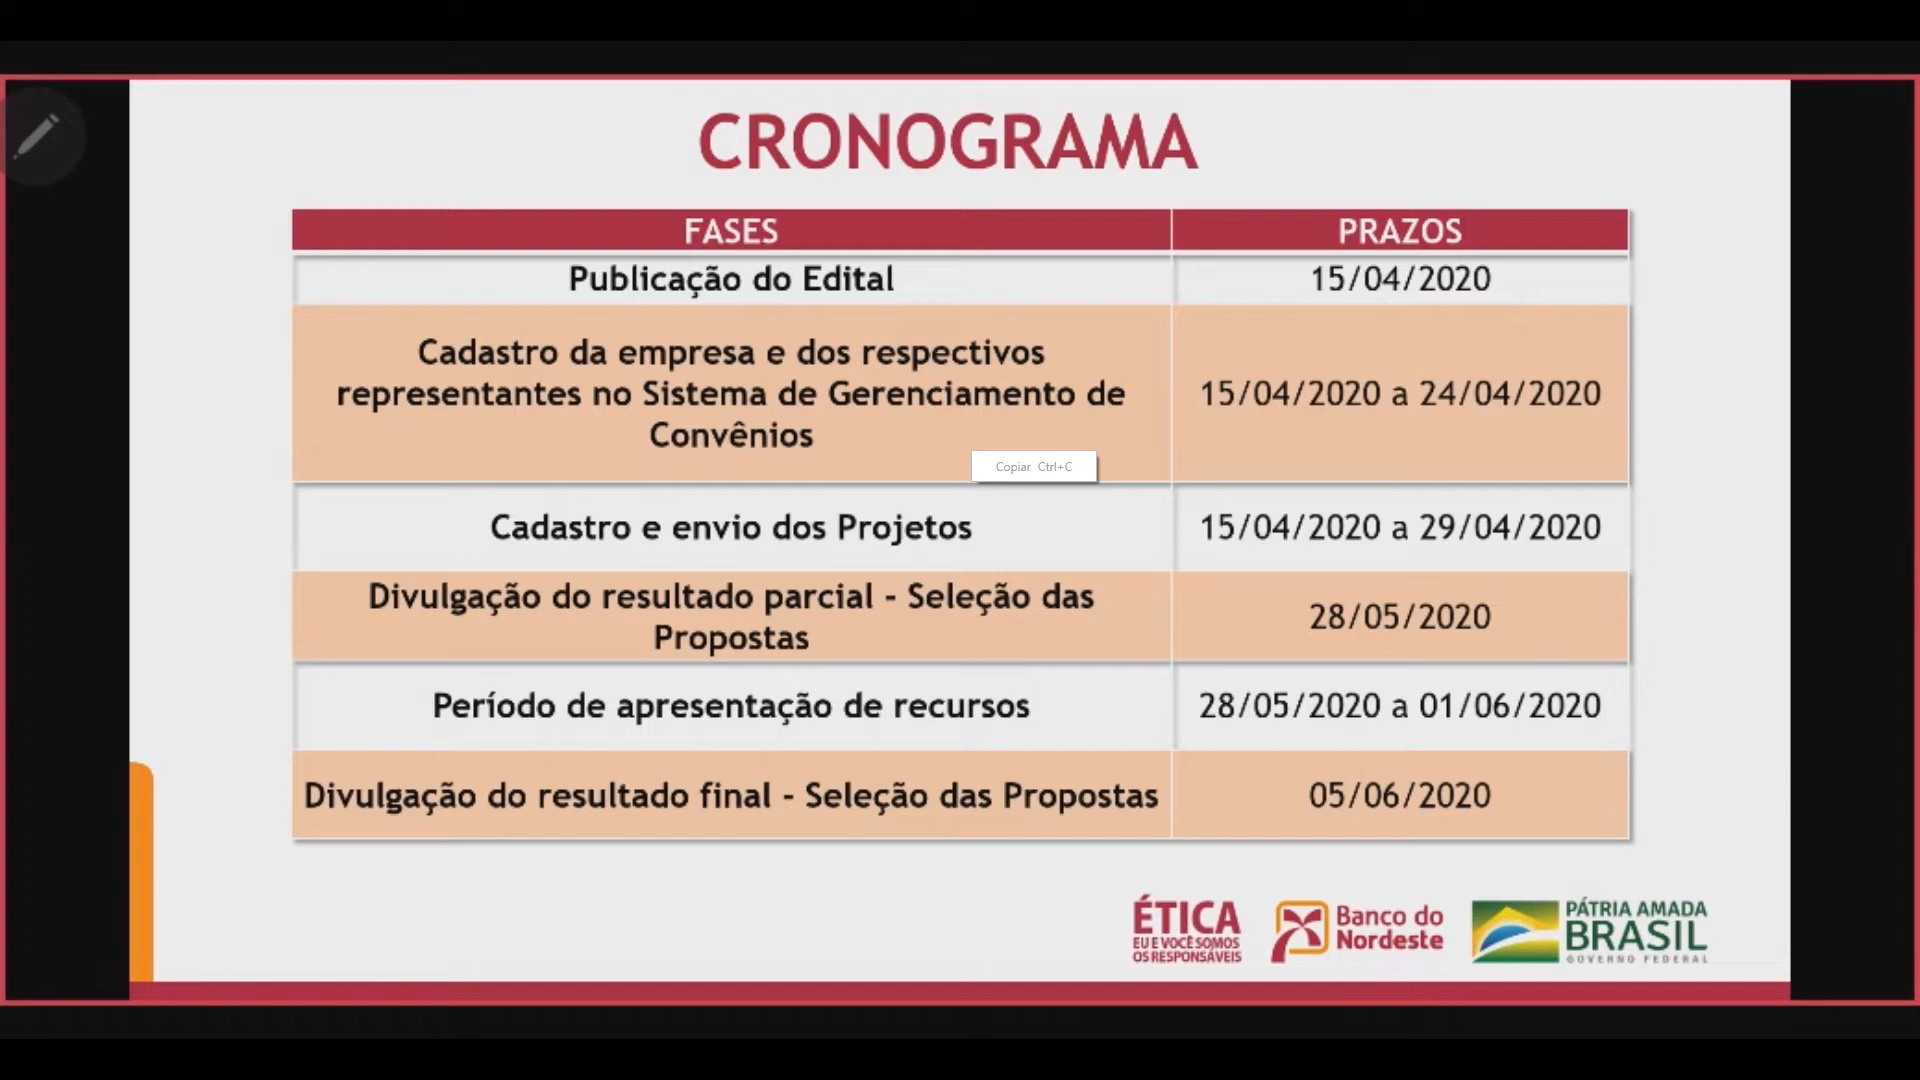 CRONOGRAMA
FASES
PRAZOS
Publicação do Edital
15/04/2020
Cadastro da empresa e dos respectivos
representantes no Sistema de Gerenciamento de
Convênios
15/04/2020 a 24/04/2020
Copiar Ctrl+C
Cadastro e envio dos Projetos
15/04/2020 a 29/04/2020
Divulgação do resultado parcial - Seleção das
Propostas
28/05/2020
Período de apresentação de recursos
28/05/2020 a 01/06/2020
Divulgação do resultado final - Seleção das Propostas
05/06/2020
ÉTICA
EU E VOCÊ SOMOS
OS RESPONSÁVEIS
Banco do
Nordeste
PÁTRIA AMADA
BRASIL
GOVERNO FEDERAL